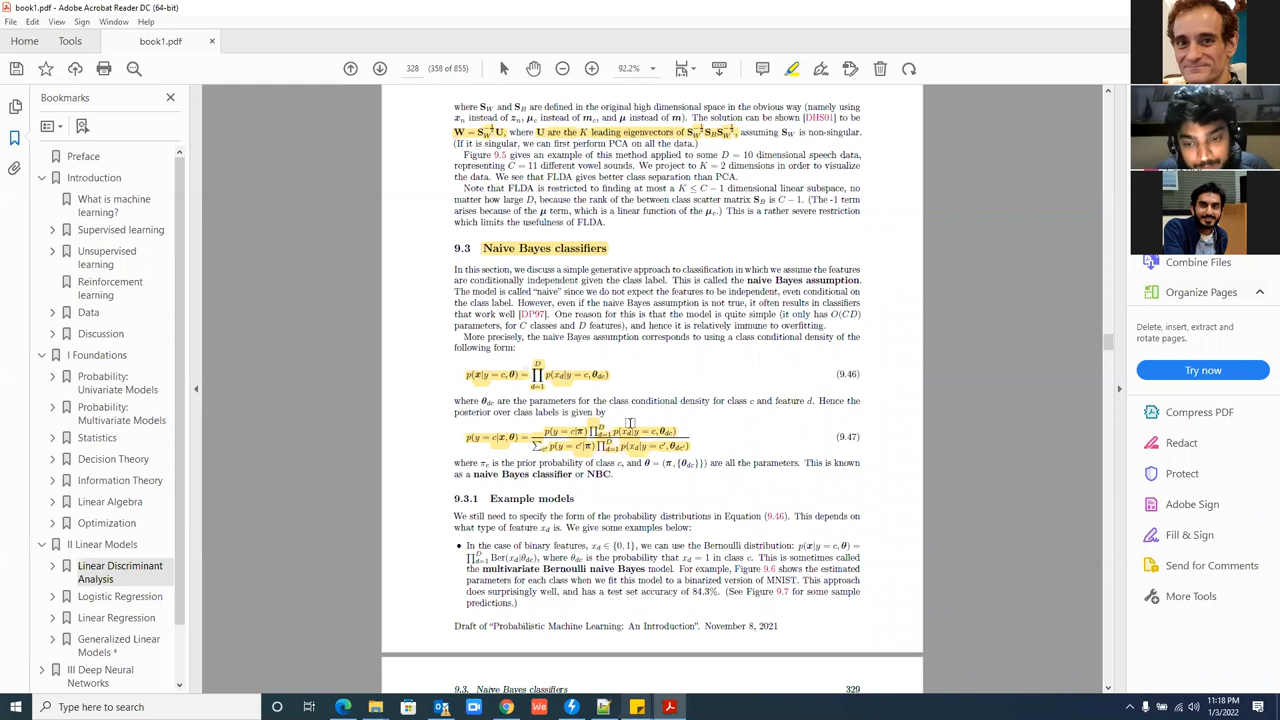 book1.pdf - Adobe Acrobat Reader DC (64-bit)
File Edit View Sign Window Help
Home Tools book1.pdf ×
328 (358 of 855) 92.2%
Bookmarks
Preface
Introduction
What is machine
learning?
Supervised learning
Unsupervised
learning
Reinforcement
learning
Data
Discussion
I Foundations
Probability:
Univariate Models
Probability:
Multivariate Models
Statistics
Decision Theory
Information Theory
Linear Algebra
Optimization
II Linear Models
Linear Discriminant
Analysis
Logistic Regression
Linear Regression
Generalized Linear
Models *
III Deep Neural
Networks
where S_W and S_B are defined in the original high dimensional space in the obvious way (namely using
x_n instead of z_n, μ_c instead of m_c, and μ instead of m). The solution can be shown [DHS01] to be
W = S_W^{-1/2}U, where U are the K leading eigenvectors of S_W^{-1/2}S_BS_W^{-1/2}, assuming S_W is non-singular.
(If it is singular, we can first perform PCA on all the data.)
Figure 9.5 gives an example of this method applied to some D = 10 dimensional speech data,
representing C = 11 different vowel sounds. We project to K = 2 dimensions in order to visualize
the data. We see that FLDA gives better class separation than PCA.
Note that FLDA is restricted to finding at most a K ≤ C − 1 dimensional linear subspace, no
matter how large D, because the rank of the between class scatter matrix S_B is C − 1. (The -1 term
arises because of the μ term, which is a linear function of the μ_c.) This is a rather severe restriction
which limits the usefulness of FLDA.
9.3 Naive Bayes classifiers
In this section, we discuss a simple generative approach to classification in which we assume the features
are conditionally independent given the class label. This is called the naive Bayes assumption.
The model is called "naive" since we do not expect the features to be independent, even conditional on
the class label. However, even if the naive Bayes assumption is not true, it often results in classifiers
that work well [DP97]. One reason for this is that the model is quite simple (it only has O(CD)
parameters, for C classes and D features), and hence it is relatively immune to overfitting.
More precisely, the naive Bayes assumption corresponds to using a class conditional density of the
following form:
p(x|y = c, θ) = ∏_{d=1}^{D} p(x_d|y = c, θ_{dc}) (9.46)
where θ_{dc} are the parameters for the class conditional density for class c and feature d. Hence the
posterior over class labels is given by
p(y = c|x, θ) = p(y = c|π) ∏_{d=1}^{D} p(x_d|y = c, θ_{dc}) / ∑_{c'} p(y = c'|π) ∏_{d=1}^{D} p(x_d|y = c', θ_{dc'}) (9.47)
where π_c is the prior probability of class c, and θ = (π, {θ_{dc}}) are all the parameters. This is known
as a naive Bayes classifier or NBC.
9.3.1 Example models
We still need to specify the form of the probability distributions in Equation (9.46). This depends on
what type of feature x_d is. We give some examples below:
• In the case of binary features, x_d ∈ {0, 1}, we can use the Bernoulli distribution: p(x|y = c, θ) =
∏_{d=1}^{D} Ber(x_d|θ_{dc}), where θ_{dc} is the probability that x_d = 1 in class c. This is sometimes called
the multivariate Bernoulli naive Bayes model. For example, Figure 9.6 shows the estimated
parameters for each class when we fit this model to a binarized version of MNIST. This approach
does surprisingly well, and has a test set accuracy of 84.3%. (See Figure 9.7 for some sample
predictions.)
Draft of "Probabilistic Machine Learning: An Introduction". November 8, 2021
9.3. Naive Bayes classifiers 329
Combine Files
Organize Pages
Delete, insert, extract and
rotate pages.
Try now
Compress PDF
Redact
Protect
Adobe Sign
Fill & Sign
Send for Comments
More Tools
Type here to search
We
11:18 PM
1/3/2022